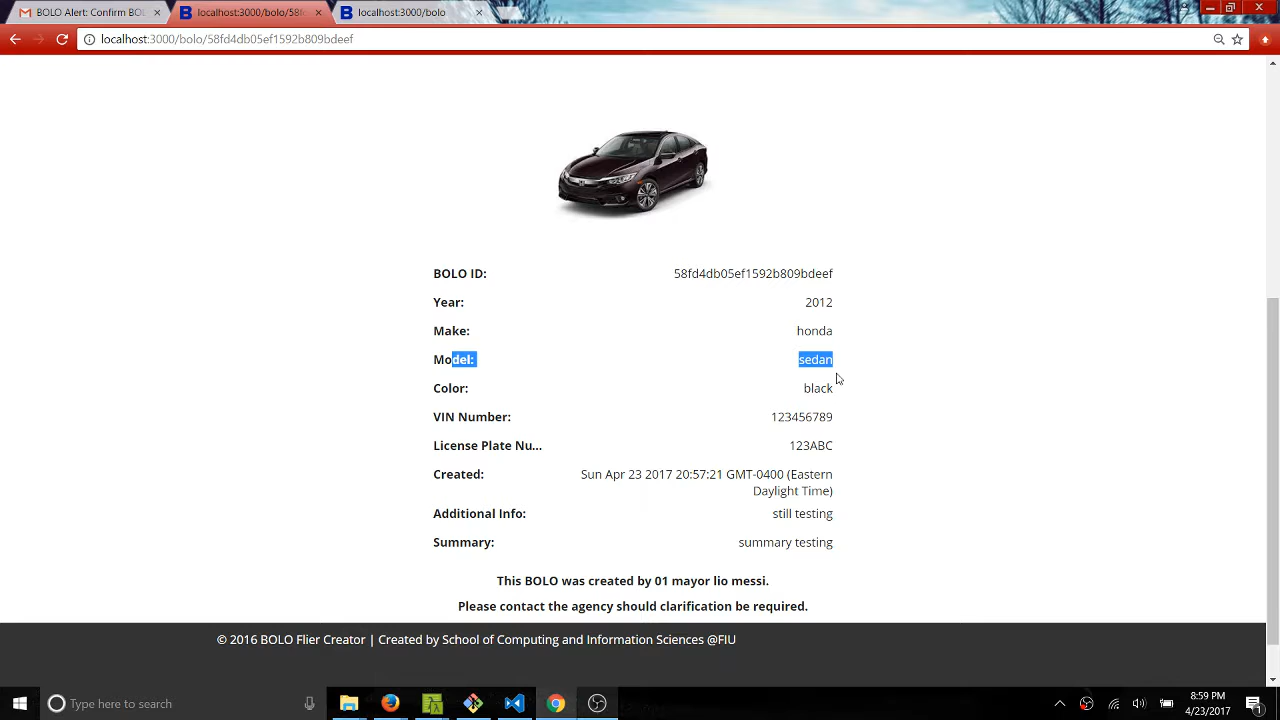 BOLO Alert: Confirm BOL
localhost:3000/bolo/58f
localhost:3000/bolo
localhost:3000/bolo/58fd4db05ef1592b809bdeef
BOLO ID: 58fd4db05ef1592b809bdeef
Year: 2012
Make: honda
Model: sedan
Color: black
VIN Number: 123456789
License Plate Nu... 123ABC
Created: Sun Apr 23 2017 20:57:21 GMT-0400 (Eastern
Daylight Time)
Additional Info: still testing
Summary: summary testing
This BOLO was created by 01 mayor lio messi.
Please contact the agency should clarification be required.
© 2016 BOLO Flier Creator | Created by School of Computing and Information Sciences @FIU
Type here to search
8:59 PM
4/23/2017